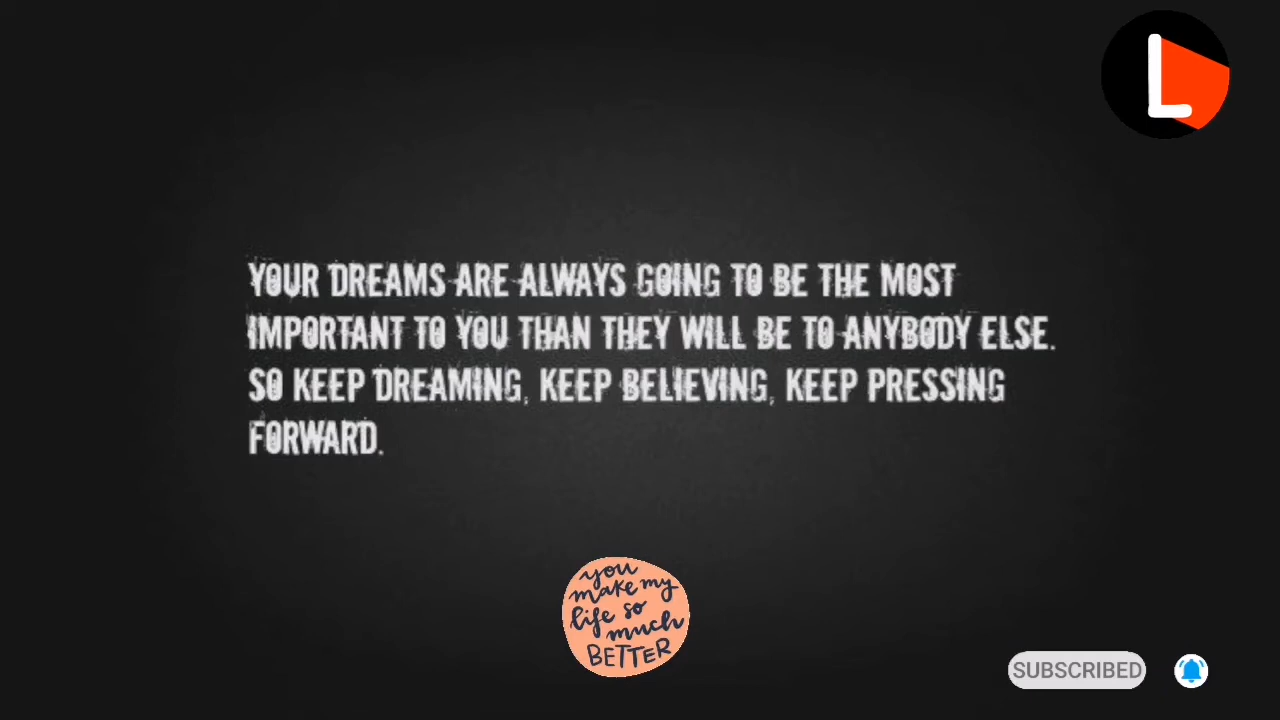 L
YOUR DREAMS ARE ALWAYS GOING TO BE THE MOST
IMPORTANT TO YOU THAN THEY WILL BE TO ANYBODY ELSE.
SO KEEP DREAMING, KEEP BELIEVING, KEEP PRESSING
FORWARD.
you
make my
life so
much
BETTER
SUBSCRIBED